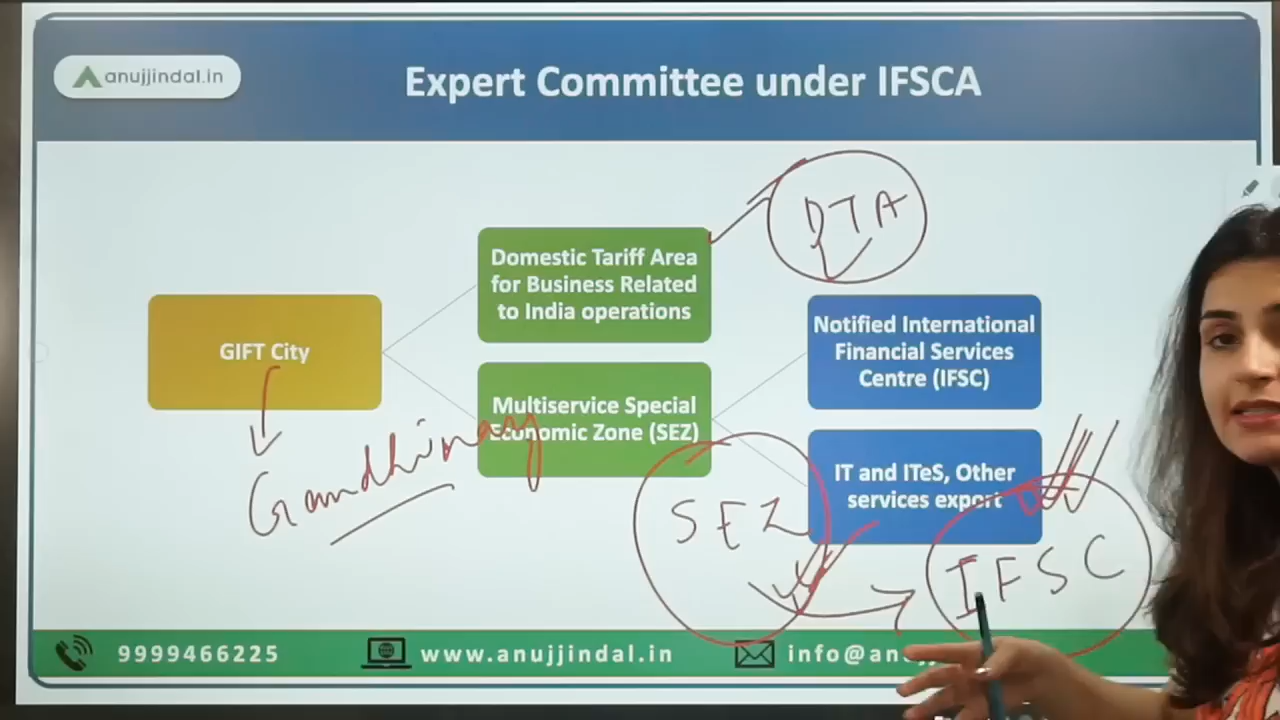 anujjindal.in
Expert Committee under IFSCA
DTA
Domestic Tariff Area
for Business Related
to India operations
Notified International
Financial Services
Centre (IFSC)
GIFT City
Multiservice Special
Economic Zone (SEZ)
IT and ITeS, Other
services export
Gandhinag
SEZ
IFSC
9999466225
www.anujjindal.in